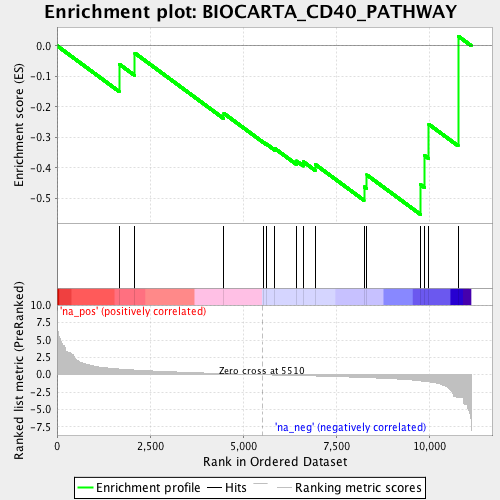 Enrichment plot: BIOCARTA_CD40_PATHWAY
Enrichment score (ES)
0.0
-0.1
-0.2
-0.3
-0.4
-0.5
Ranked list metric (PreRanked)
10.0
7.5
5.0
2.5
0.0
-2.5
-5.0
-7.5
'na_pos' (positively correlated)
Zero cross at 5510
'na_neg' (negatively correlated)
0
2,500
5,000
7,500
10,000
Rank in Ordered Dataset
Enrichment profile
Hits
Ranking metric scores